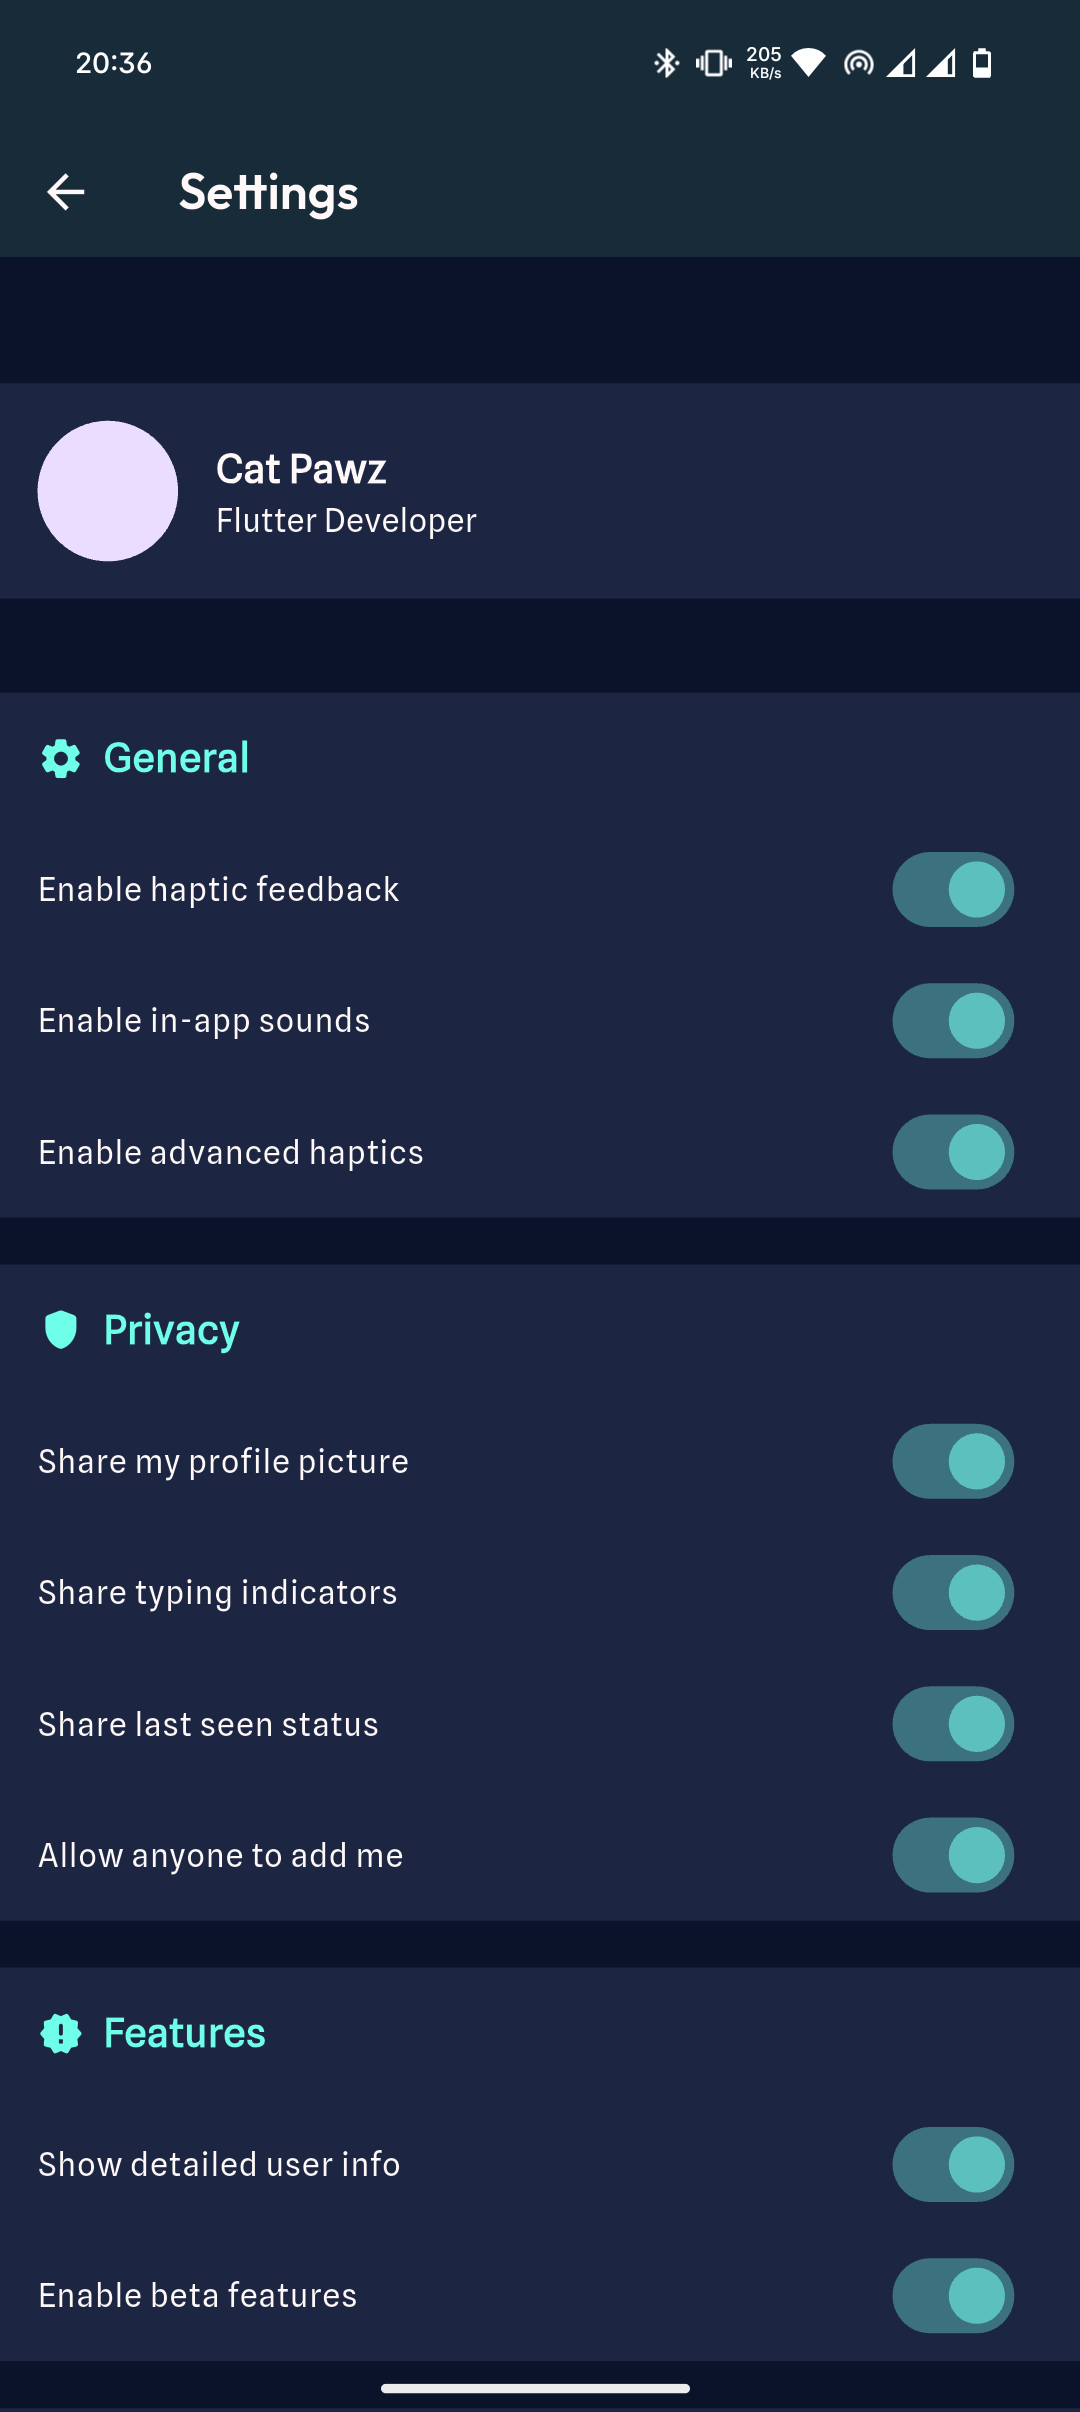 20:36
205
KB/s
Settings
Cat Pawz
Flutter Developer
General
Enable haptic feedback
Enable in-app sounds
Enable advanced haptics
Privacy
Share my profile picture
Share typing indicators
Share last seen status
Allow anyone to add me
Features
Show detailed user info
Enable beta features